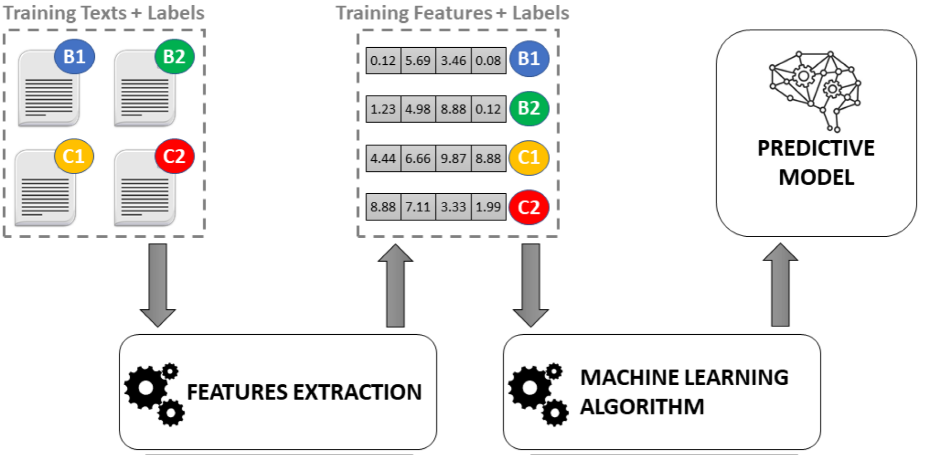 Training Texts + Labels
B1
B2
C1
C2
Training Features + Labels
0.12 5.69 3.46 0.08 B1
1.23 4.98 8.88 0.12 B2
4.44 6.66 9.87 8.88 C1
8.88 7.11 3.33 1.99 C2
PREDICTIVE
MODEL
FEATURES EXTRACTION
MACHINE LEARNING
ALGORITHM